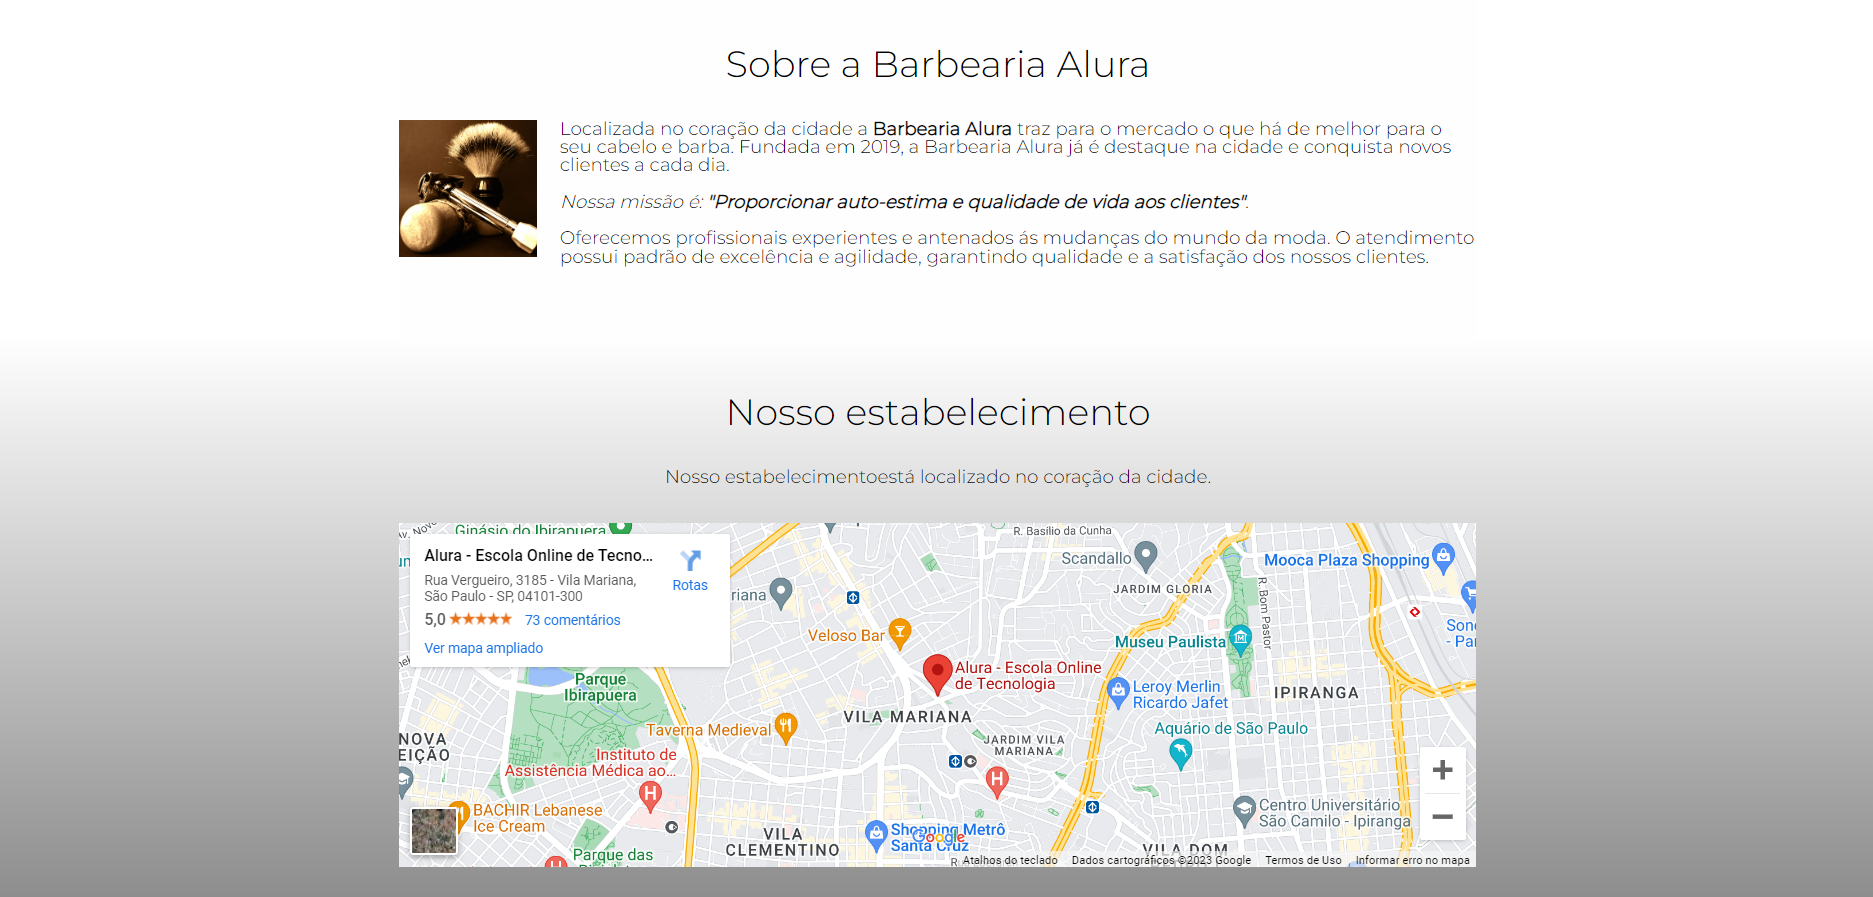 Sobre a Barbearia Alura
Localizada no coração da cidade a Barbearia Alura traz para o mercado o que há de melhor para o
seu cabelo e barba. Fundada em 2019, a Barbearia Alura já é destaque na cidade e conquista novos
clientes a cada dia.
Nossa missão é: "Proporcionar auto-estima e qualidade de vida aos clientes".
Oferecemos profissionais experientes e antenados ás mudanças do mundo da moda. O atendimento
possui padrão de excelência e agilidade, garantindo qualidade e a satisfação dos nossos clientes.
Nosso estabelecimento
Nosso estabelecimentoestá localizado no coração da cidade.
Ginásio do Ibirapuera
R. Basílio da Cunha
Alura - Escola Online de Tecno...
Rotas
Rua Vergueiro, 3185 - Vila Mariana,
São Paulo - SP, 04101-300
5,0
73 comentários
Ver mapa ampliado
Scandallo
Mooca Plaza Shopping
JARDIM GLORIA
R. Bom Pastor
riana
Veloso Bar
Museu Paulista
Son
- Par
Alura - Escola Online
de Tecnologia
Parque
Ibirapuera
Leroy Merlin
Ricardo Jafet
IPIRANGA
VILA MARIANA
Taverna Medieval
Aquário de São Paulo
NOVA
EIÇÃO
JARDIM VILA
MARIANA
Instituto de
Assistência Médica ao...
H
H
BACHIR Lebanese
Ice Cream
Centro Universitário
São Camilo - Ipiranga
VILA
CLEMENTINO
Shopping Metrô
Santa Cruz
Google
Parque das
VILA DOM
Atalhos do teclado
Dados cartográficos ©2023 Google
Termos de Uso
Informar erro no mapa